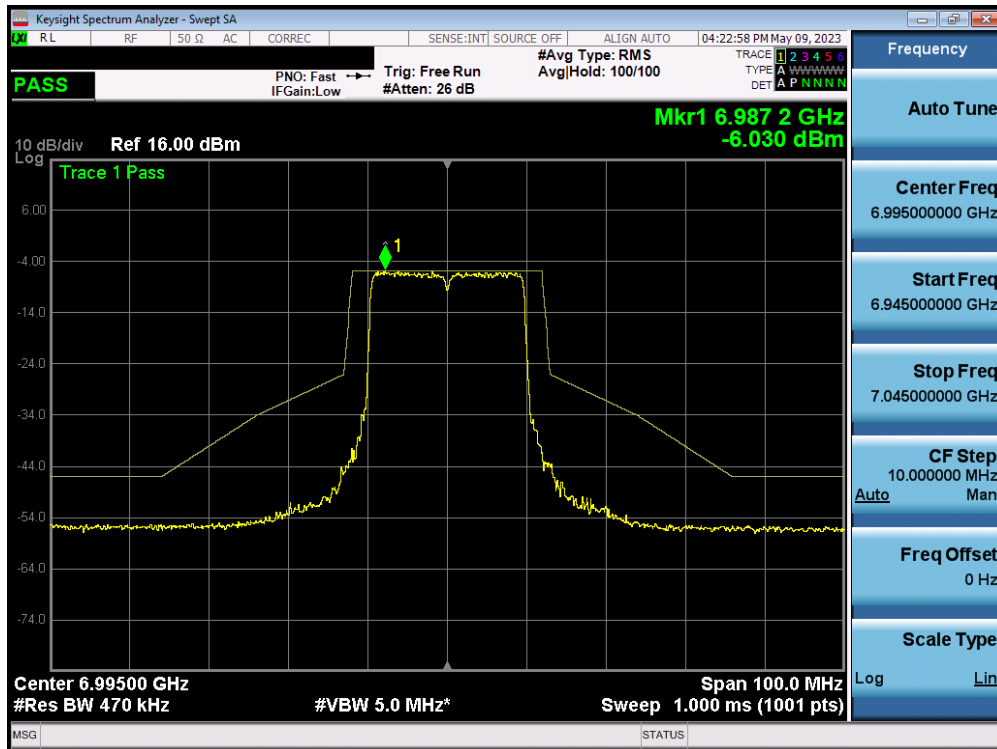 Keysight Spectrum Analyzer - Swept SA
LXI RL RF 50 Ω AC CORREC SENSE:INT SOURCE OFF ALIGN AUTO 04:22:58 PM May 09, 2023
PASS
PNO: Fast
IFGain:Low
Trig: Free Run
#Atten: 26 dB
#Avg Type: RMS
Avg|Hold: 100/100
TRACE 1 2 3 4 5 6
TYPE A WWWWW
DET A P N N N N
Mkr1 6.987 2 GHz
-6.030 dBm
10 dB/div Ref 16.00 dBm
Log
Trace 1 Pass
1
6.00
-4.00
-14.0
-24.0
-34.0
-44.0
-54.0
-64.0
-74.0
Center 6.99500 GHz Span 100.0 MHz
#Res BW 470 kHz #VBW 5.0 MHz* Sweep 1.000 ms (1001 pts)
MSG STATUS
Frequency
Auto Tune
Center Freq
6.995000000 GHz
Start Freq
6.945000000 GHz
Stop Freq
7.045000000 GHz
CF Step
10.000000 MHz
Auto Man
Freq Offset
0 Hz
Scale Type
Log Lin